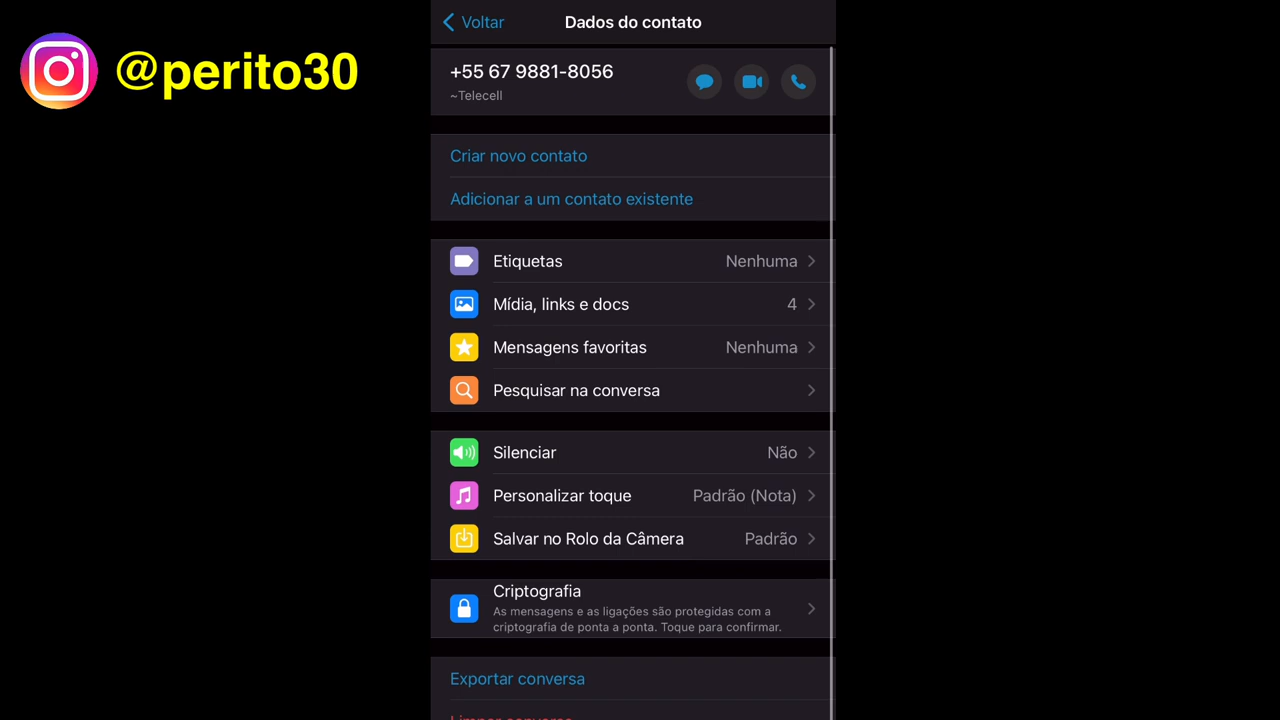 @perito30
Voltar
Dados do contato
+55 67 9881-8056
~Telecell
Criar novo contato
Adicionar a um contato existente
Etiquetas Nenhuma
Mídia, links e docs 4
Mensagens favoritas Nenhuma
Pesquisar na conversa
Silenciar Não
Personalizar toque Padrão (Nota)
Salvar no Rolo da Câmera Padrão
Criptografia
As mensagens e as ligações são protegidas com a
criptografia de ponta a ponta. Toque para confirmar.
Exportar conversa